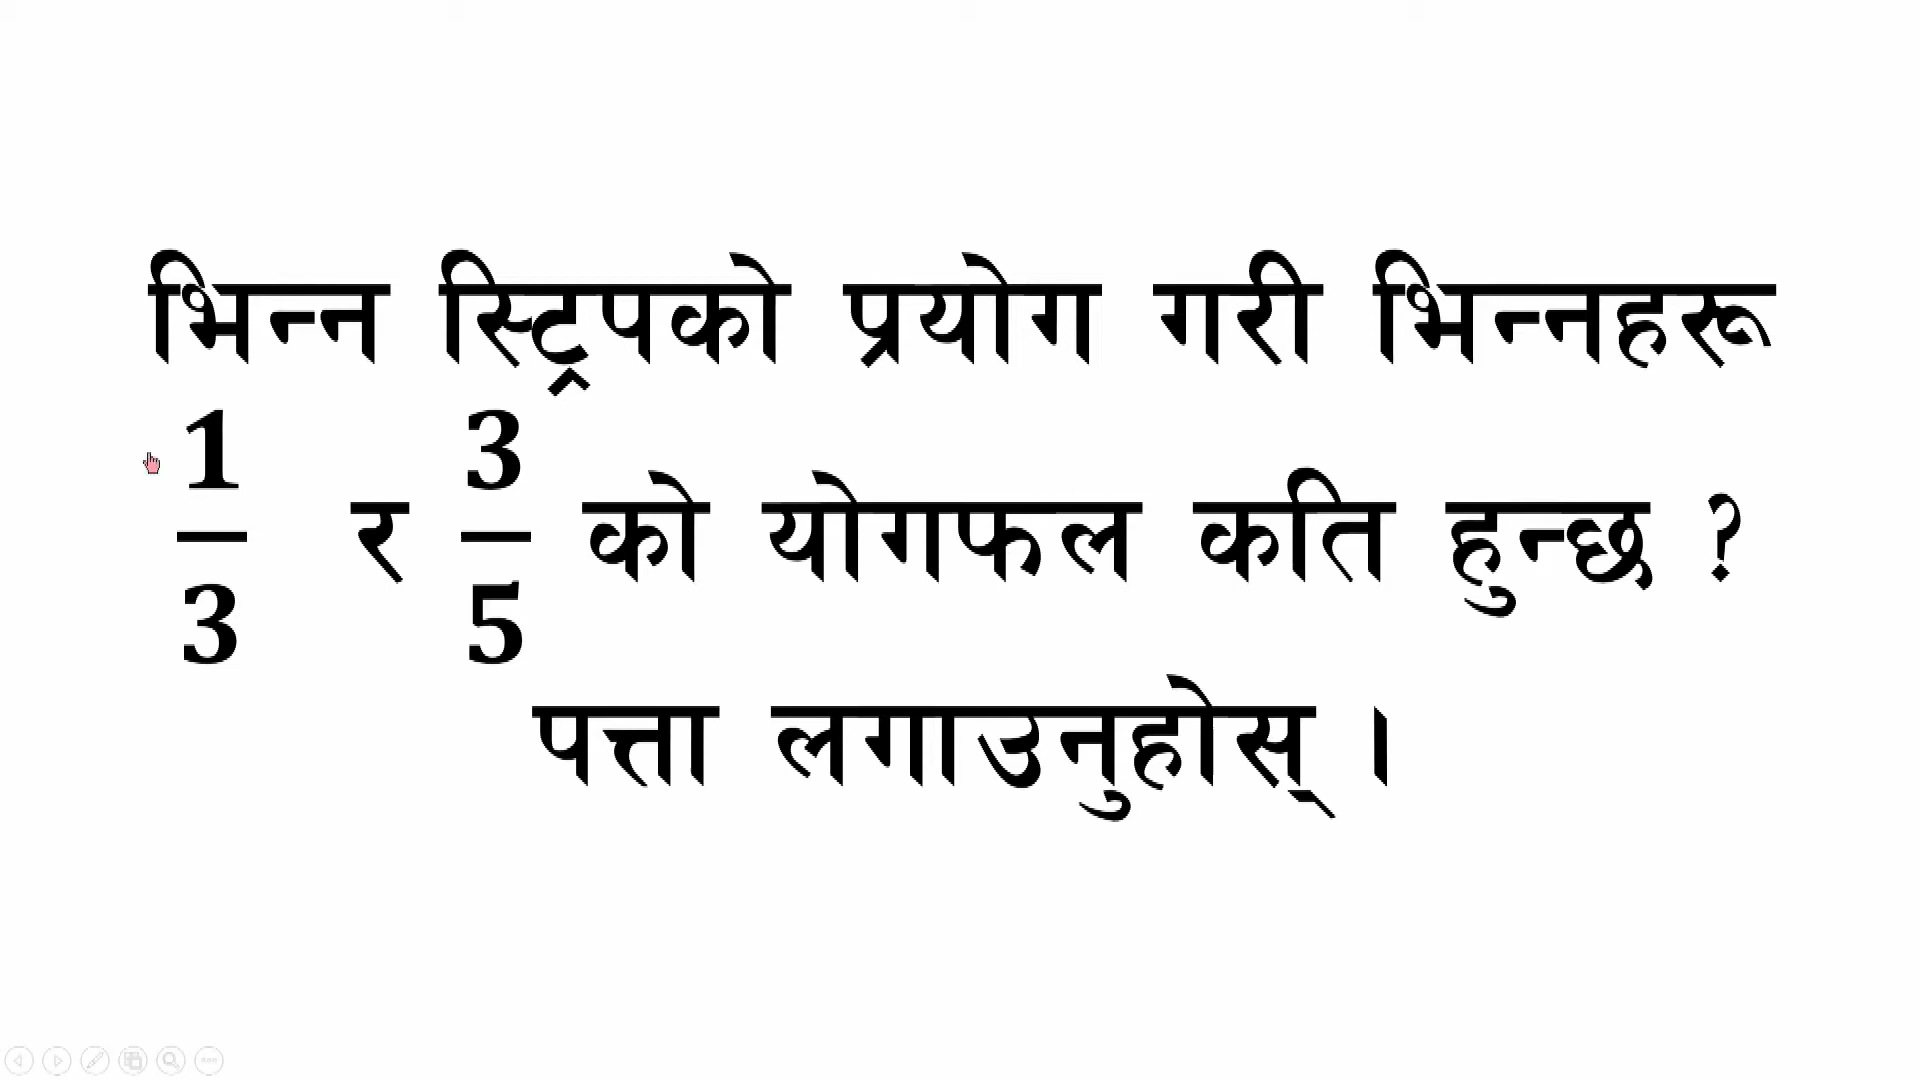 भिन्न स्ट्रिपको प्रयोग गरी भिन्नहरू
1/3 र 3/5 को योगफल कति हुन्छ ?
पत्ता लगाउनुहोस् ।